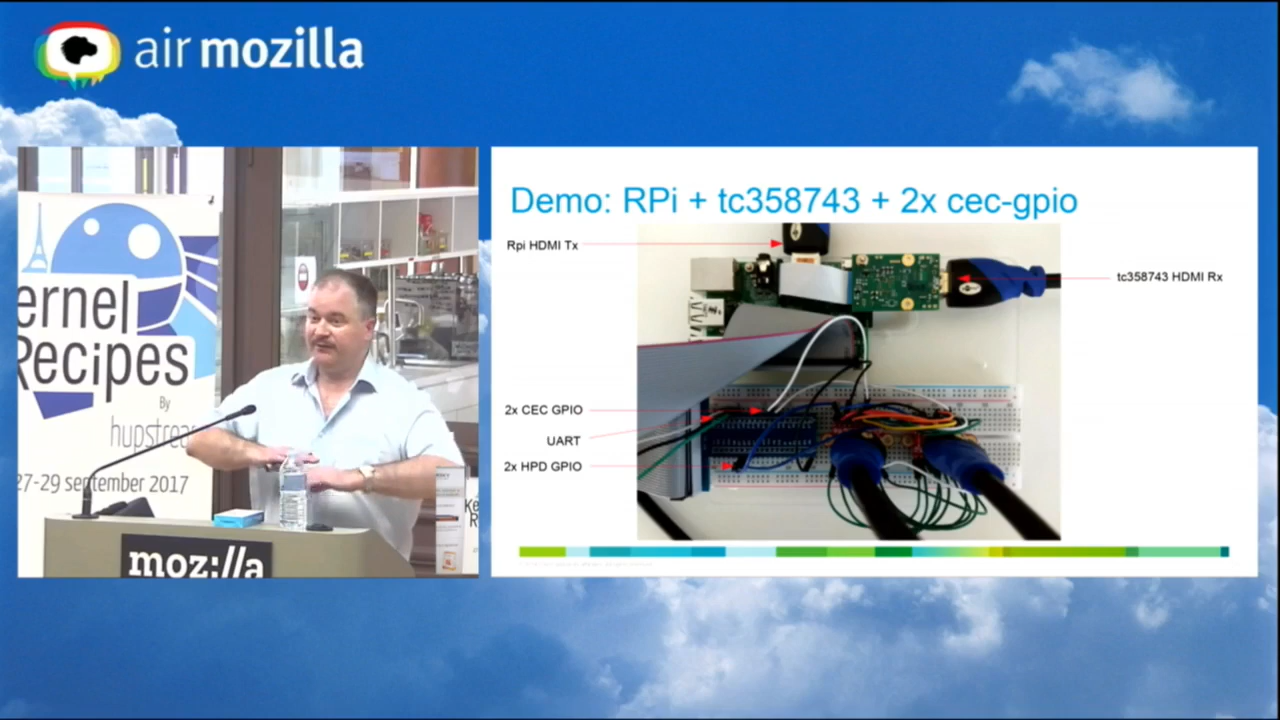 air mozilla
ernel
Recipes
By
hupstrea
27-29 september 2017
moz://a
Demo: RPi + tc358743 + 2x cec-gpio
Rpi HDMI Tx
tc358743 HDMI Rx
2x CEC GPIO
UART
2x HPD GPIO